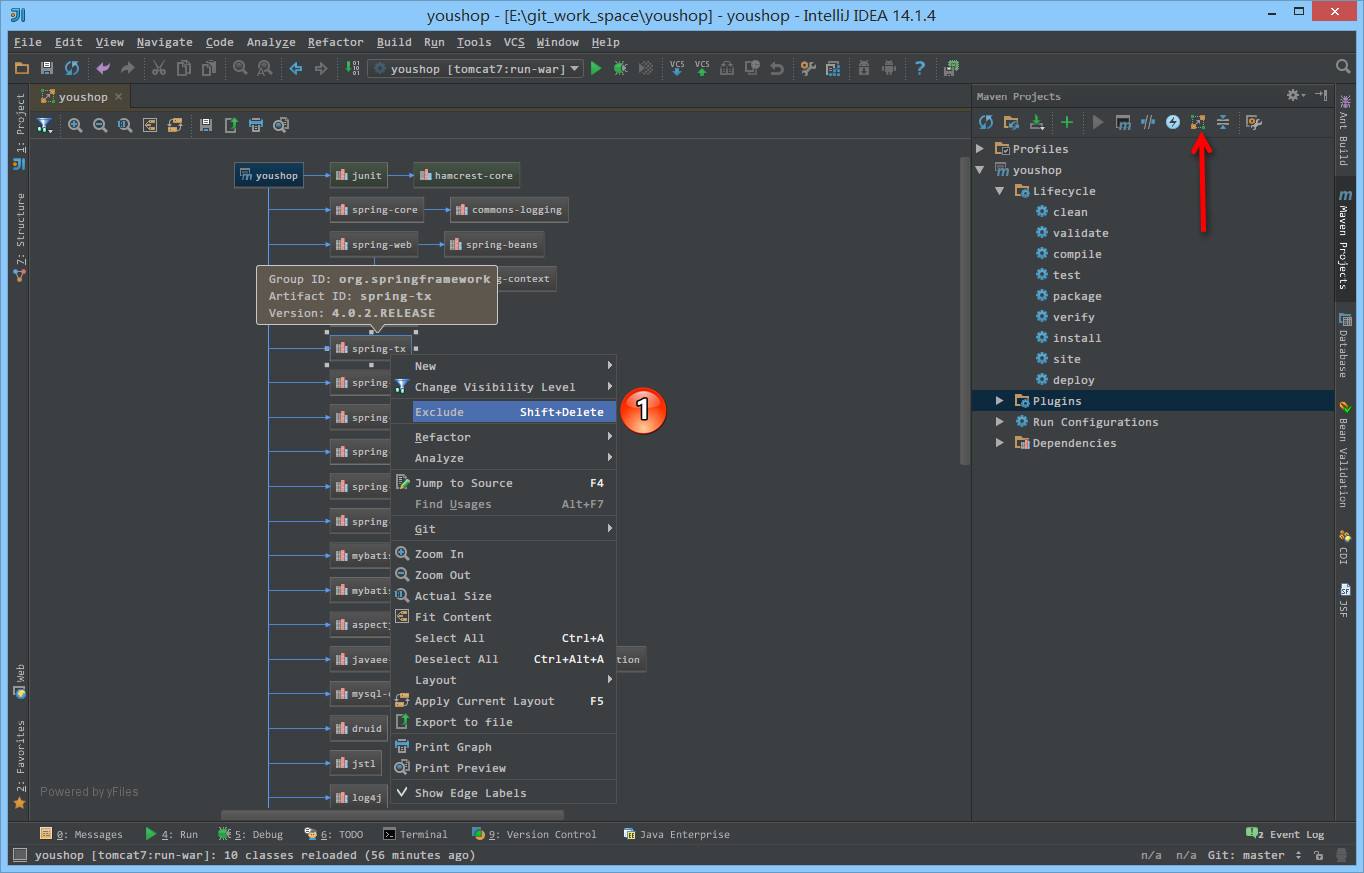 youshop - [E:\git_work_space\youshop] - youshop - IntelliJ IDEA 14.1.4
File Edit View Navigate Code Analyze Refactor Build Run Tools VCS Window Help
youshop [tomcat7:run-war]
VCS VCS
youshop
Maven Projects
1: Project
Z: Structure
Web
2: Favorites
youshop junit hamcrest-core
spring-core commons-logging
spring-web spring-beans
g-context
Group ID: org.springframework
Artifact ID: spring-tx
Version: 4.0.2.RELEASE
spring-tx
spring-
spring-
spring-
spring-
spring-
mybatis
mybatis
aspectj
javaee- tion
mysql-c
druid
jstl
log4j
New
Change Visibility Level
Exclude Shift+Delete
1
Refactor
Analyze
Jump to Source F4
Find Usages Alt+F7
Git
Zoom In
Zoom Out
Actual Size
Fit Content
Select All Ctrl+A
Deselect All Ctrl+Alt+A
Layout
Apply Current Layout F5
Export to file
Print Graph
Print Preview
Show Edge Labels
Powered by yFiles
Profiles
youshop
Lifecycle
clean
validate
compile
test
package
verify
install
site
deploy
Plugins
Run Configurations
Dependencies
Ant Build
Maven Projects
Database
Bean Validation
CDI
JSF
0: Messages 4: Run 5: Debug 6: TODO Terminal 9: Version Control Java Enterprise 2 Event Log
youshop [tomcat7:run-war]: 10 classes reloaded (56 minutes ago) n/a n/a Git: master